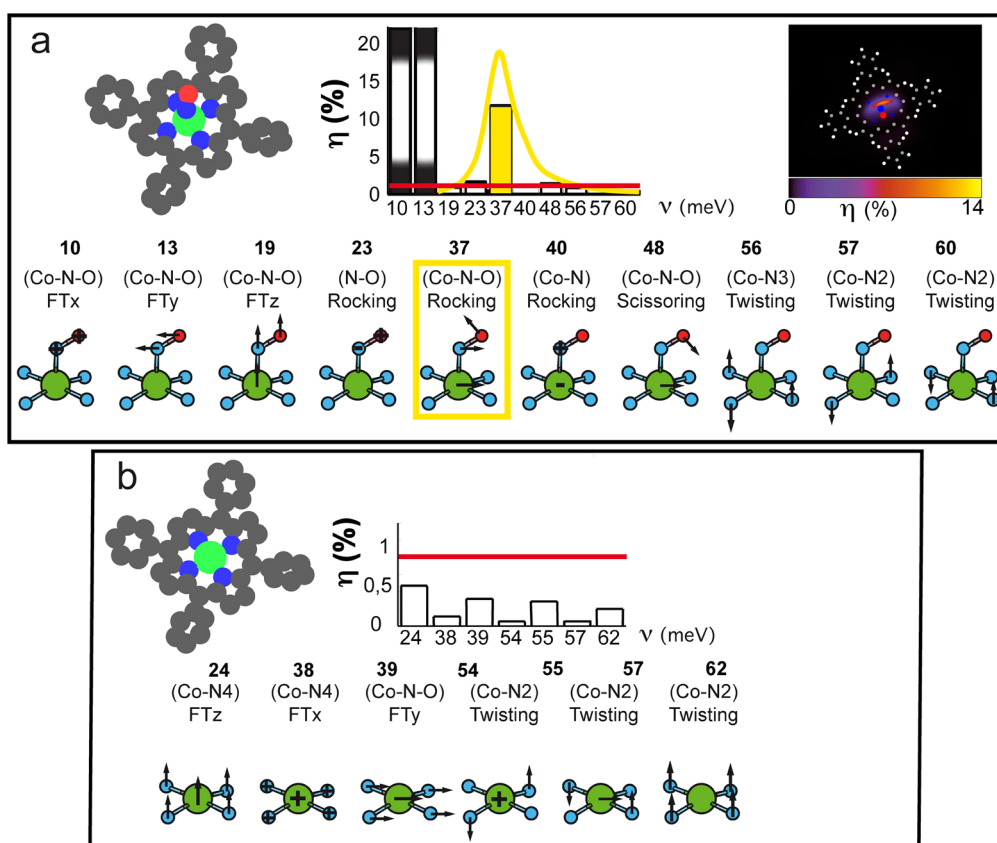 a
η (%)
20
15
10
5
0
10 13 19 23 37 40 48 56 57 60 ν (meV)
0 η (%) 14
10 13 19 23 37 40 48 56 57 60
(Co-N-O) (Co-N-O) (Co-N-O) (N-O) (Co-N-O) (Co-N) (Co-N-O) (Co-N3) (Co-N2) (Co-N2)
FTx FTy FTz Rocking Rocking Rocking Scissoring Twisting Twisting Twisting
b
η (%)
1
0,5
0
24 38 39 54 55 57 62 ν (meV)
24 38 39 54 55 57 62
(Co-N4) (Co-N4) (Co-N-O) (Co-N2) (Co-N2) (Co-N2)
FTz FTx FTy Twisting Twisting Twisting